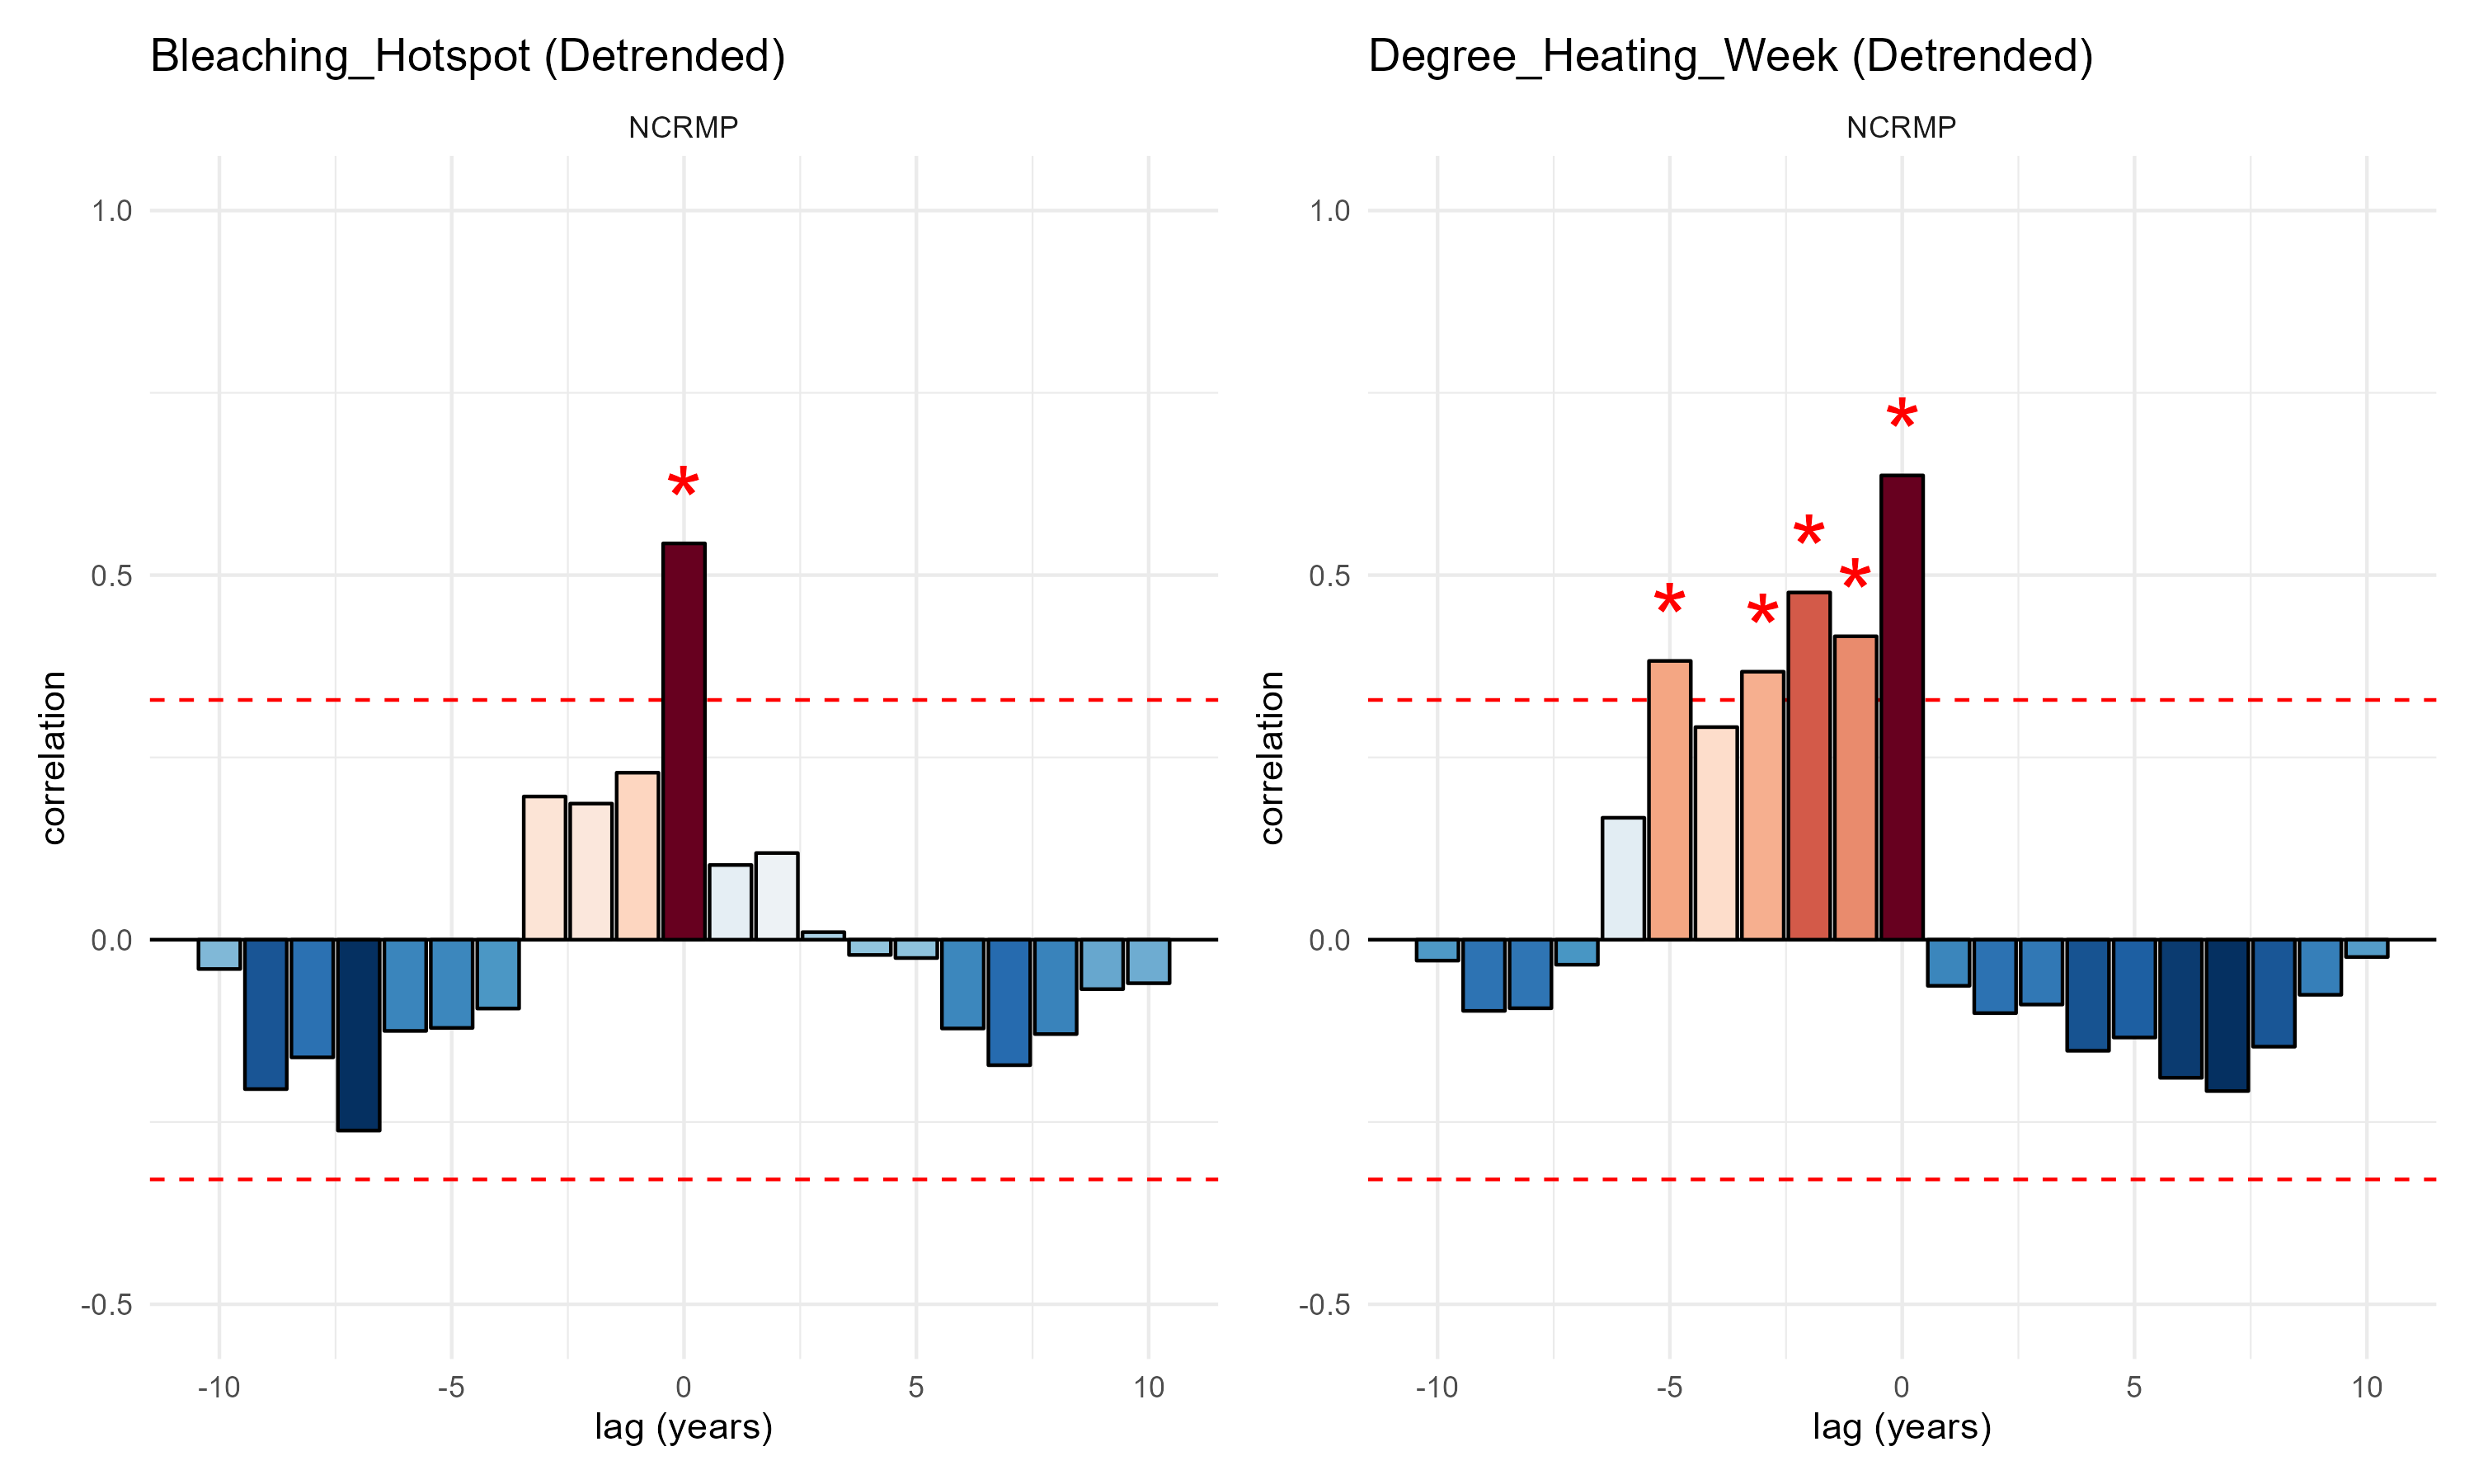 Bleaching_Hotspot (Detrended)
NCRMP
1.0
0.5
0.0
-0.5
correlation
*
-10 -5 0 5 10
lag (years)
Degree_Heating_Week (Detrended)
NCRMP
1.0
0.5
0.0
-0.5
correlation
* * * * *
-10 -5 0 5 10
lag (years)